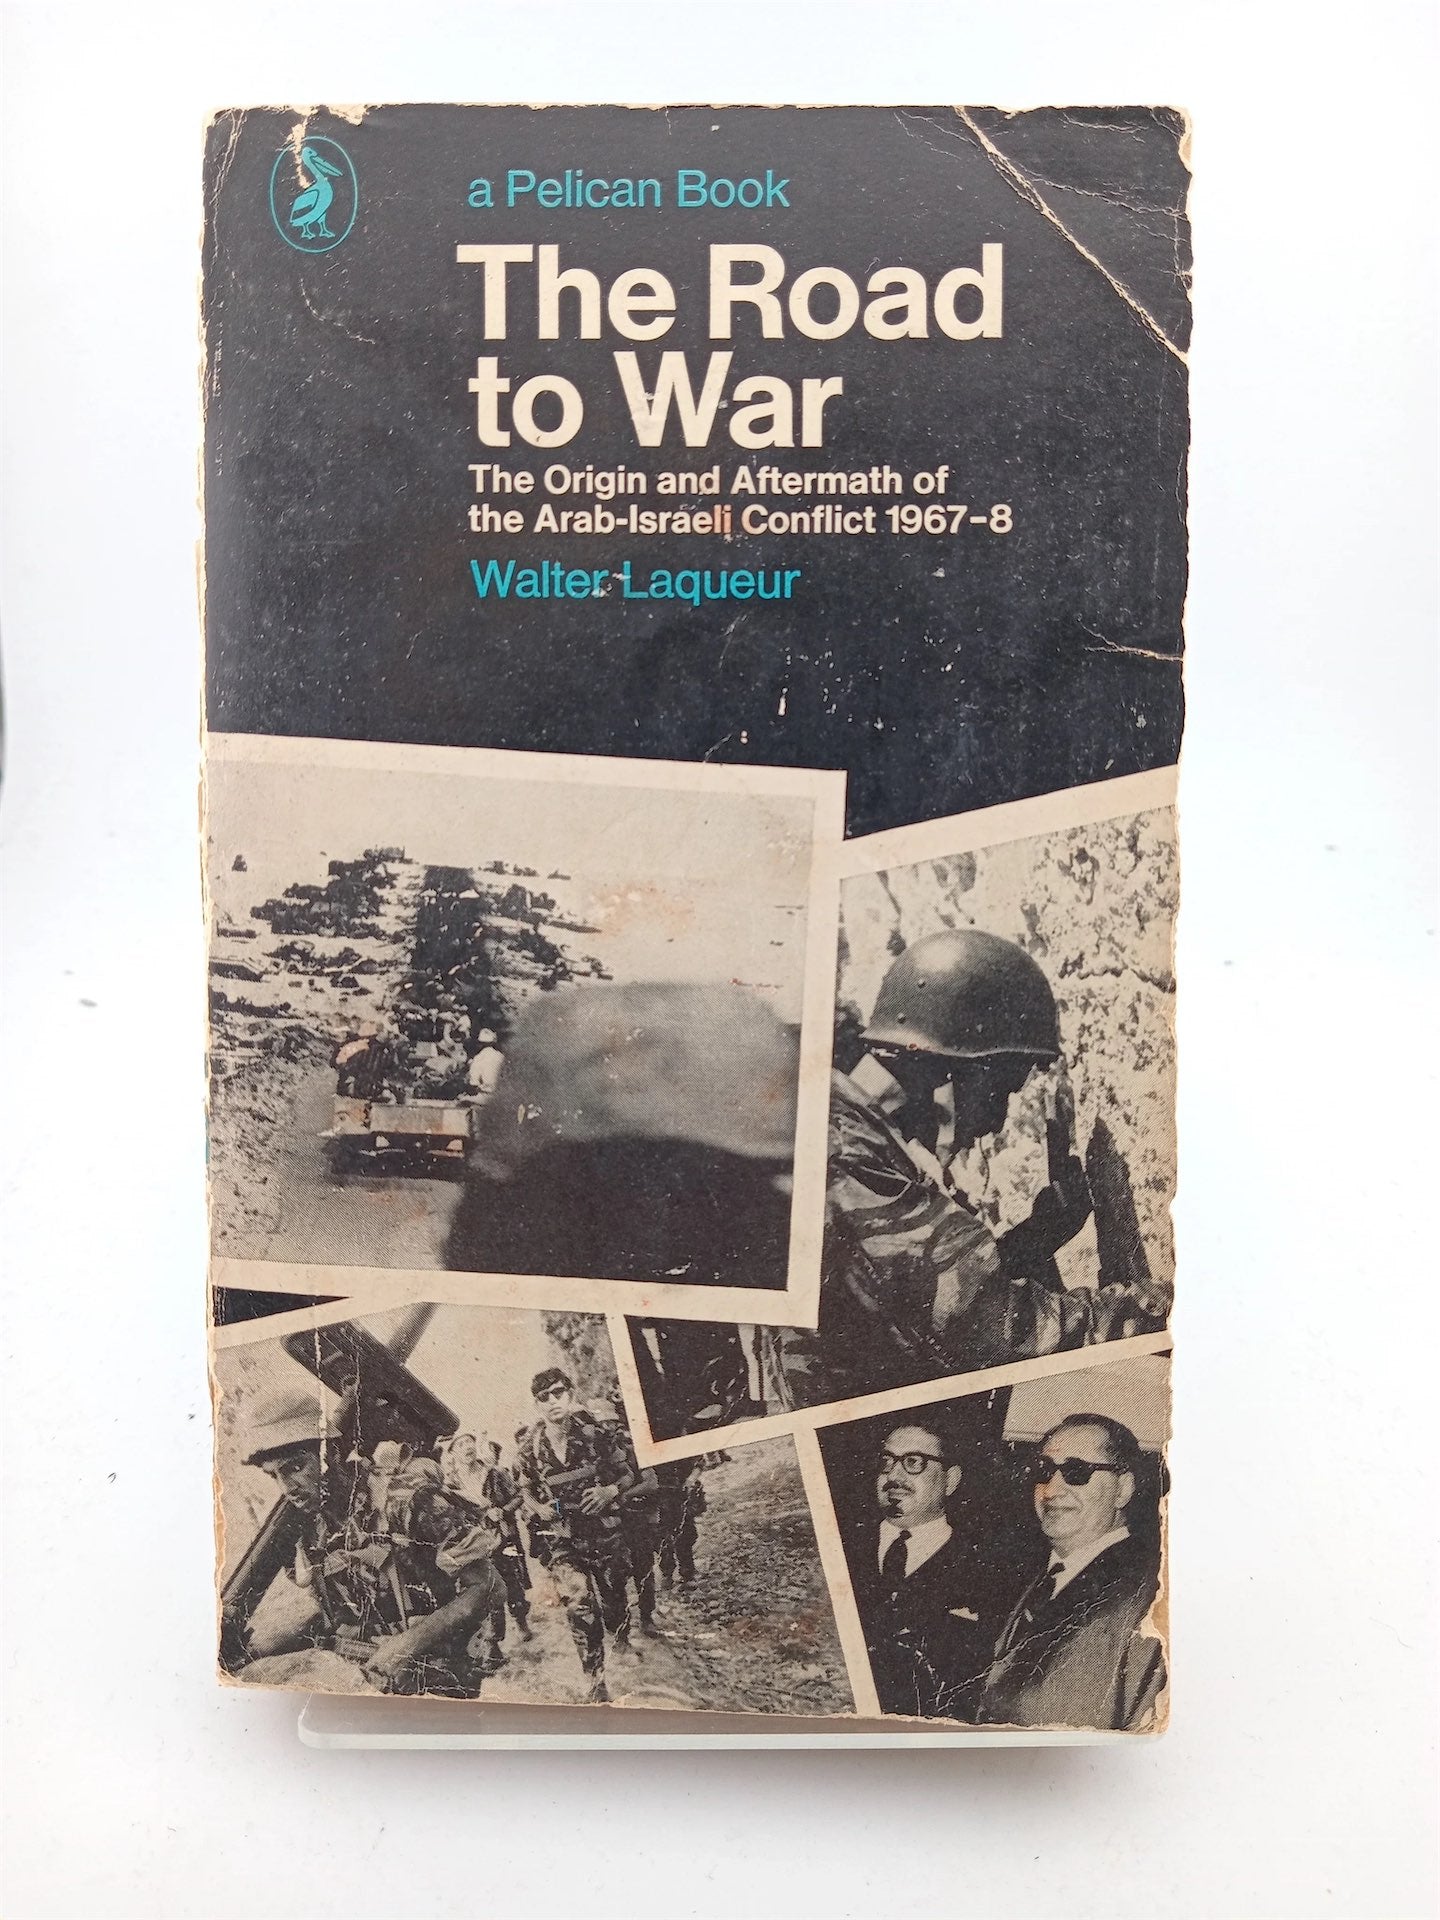 a Pelican Book
The Road
to War
The Origin and Aftermath of
the Arab-Israeli Conflict 1967-8
Walter Laqueur